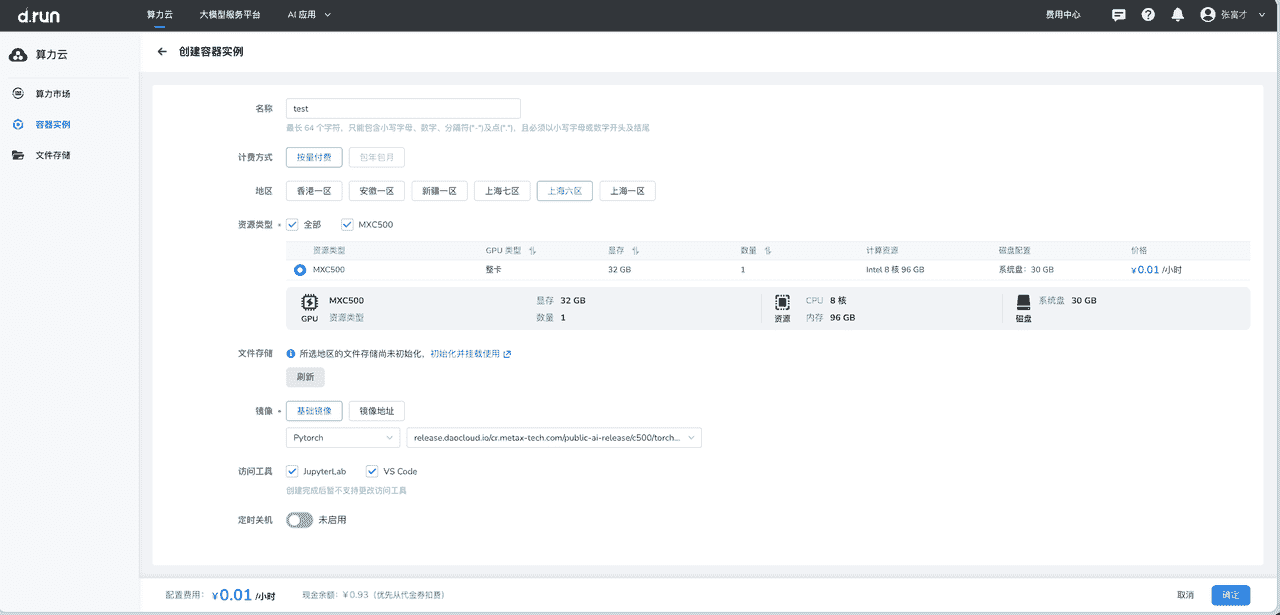 d.run 算力云 大模型服务平台 AI 应用 费用中心 张富才
算力云
算力市场
容器实例
文件存储
创建容器实例
名称 test
最长 64 个字符，只能包含小写字母、数字、分隔符("-")及点(".")，且必须以小写字母或数字开头及结尾
计费方式 按量付费 包年包月
地区 香港一区 安徽一区 新疆一区 上海七区 上海六区 上海一区
资源类型 全部 MXC500
资源类型 GPU 类型 显存 数量 计算资源 磁盘配置 价格
MXC500 整卡 32 GB 1 Intel 8 核 96 GB 系统盘：30 GB ￥0.01 /小时
MXC500 显存 32 GB CPU 8 核 系统盘 30 GB
GPU 资源类型 数量 1 资源 内存 96 GB 磁盘
文件存储 所选地区的文件存储尚未初始化，初始化并挂载使用
刷新
镜像 基础镜像 镜像地址
Pytorch release.daocloud.io/cr.metax-tech.com/public-ai-release/c500/torch...
访问工具 JupyterLab VS Code
创建完成后暂不支持更改访问工具
定时关机 未启用
配置费用：￥0.01 /小时 现金余额：￥0.93（优先从代金券扣费） 取消 确定